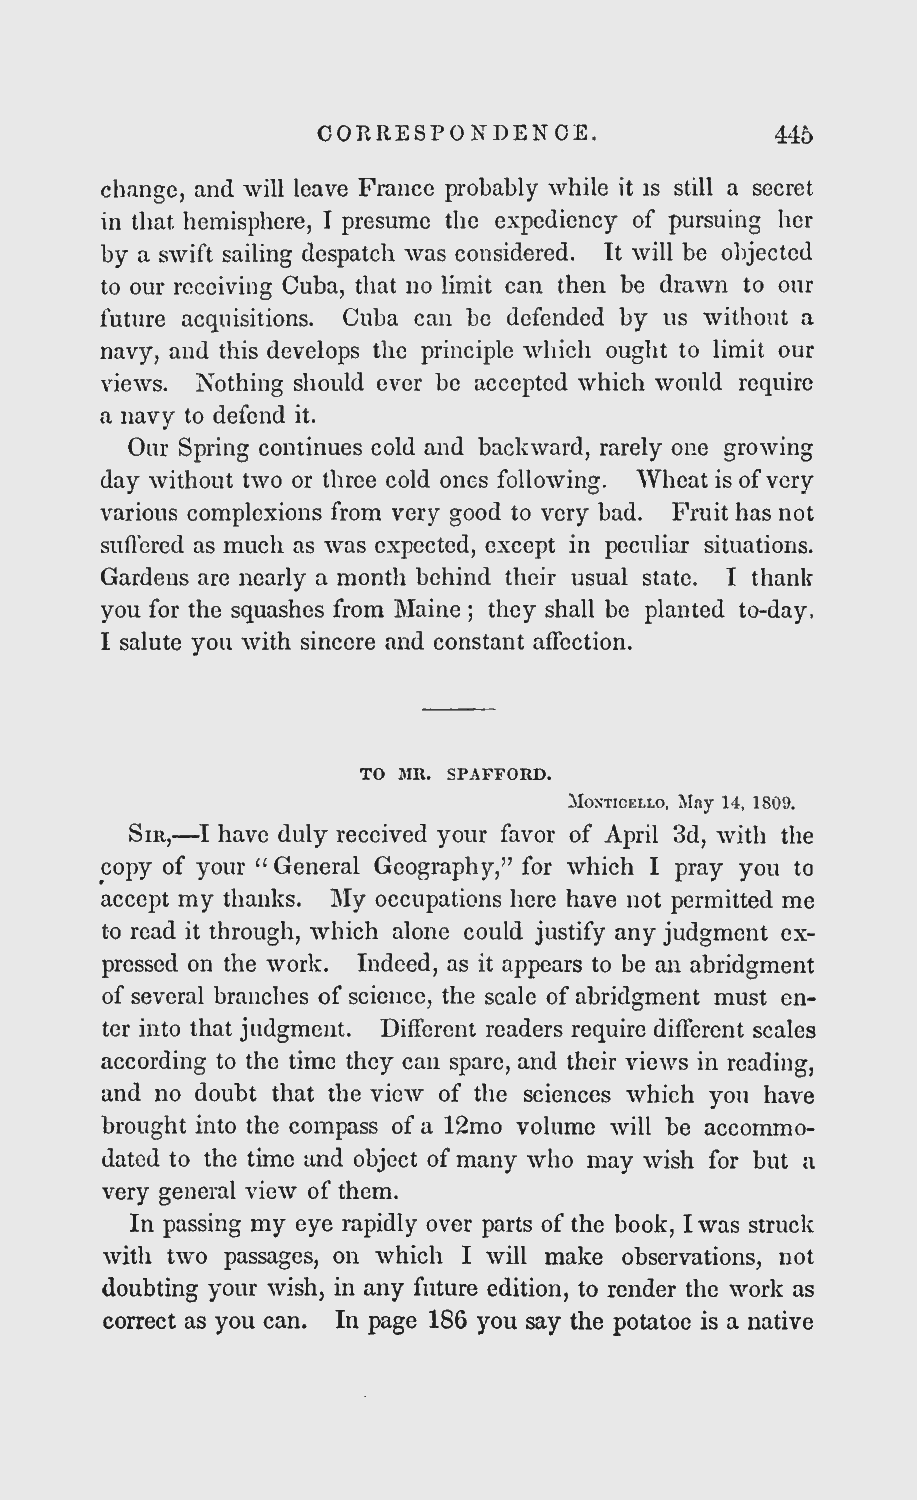 CORRESPONDENCE. 445
change, and will leave France probably while it is still a secret
in that hemisphere, I presume the expediency of pursuing her
by a swift sailing despatch was considered. It will be objected
to our receiving Cuba, that no limit can then be drawn to our
future acquisitions. Cuba can be defended by us without a
navy, and this develops the principle which ought to limit our
views. Nothing should ever be accepted which would require
a navy to defend it.
Our Spring continues cold and backward, rarely one growing
day without two or three cold ones following. Wheat is of very
various complexions from very good to very bad. Fruit has not
suffered as much as was expected, except in peculiar situations.
Gardens are nearly a month behind their usual state. I thank
you for the squashes from Maine; they shall be planted to-day,
I salute you with sincere and constant affection.
TO MR. SPAFFORD.
MONTICELLO, May 14, 1809.
SIR,—I have duly received your favor of April 3d, with the
copy of your "General Geography," for which I pray you to
accept my thanks. My occupations here have not permitted me
to read it through, which alone could justify any judgment ex-
pressed on the work. Indeed, as it appears to be an abridgment
of several branches of science, the scale of abridgment must en-
ter into that judgment. Different readers require different scales
according to the time they can spare, and their views in reading,
and no doubt that the view of the sciences which you have
brought into the compass of a 12mo volume will be accommo-
dated to the time and object of many who may wish for but a
very general view of them.
In passing my eye rapidly over parts of the book, I was struck
with two passages, on which I will make observations, not
doubting your wish, in any future edition, to render the work as
correct as you can. In page 186 you say the potatoe is a native